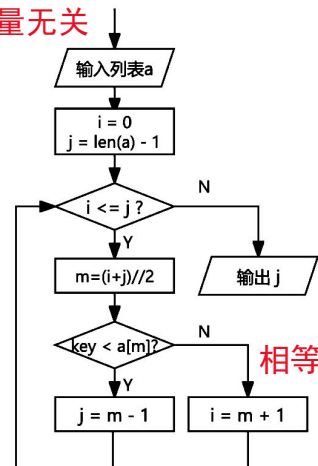 量无关
输入列表a
i = 0
j = len(a) - 1
i <= j ?
N
Y
m=(i+j)//2
输出 j
key < a[m]?
N
相等
Y
j = m - 1
i = m + 1